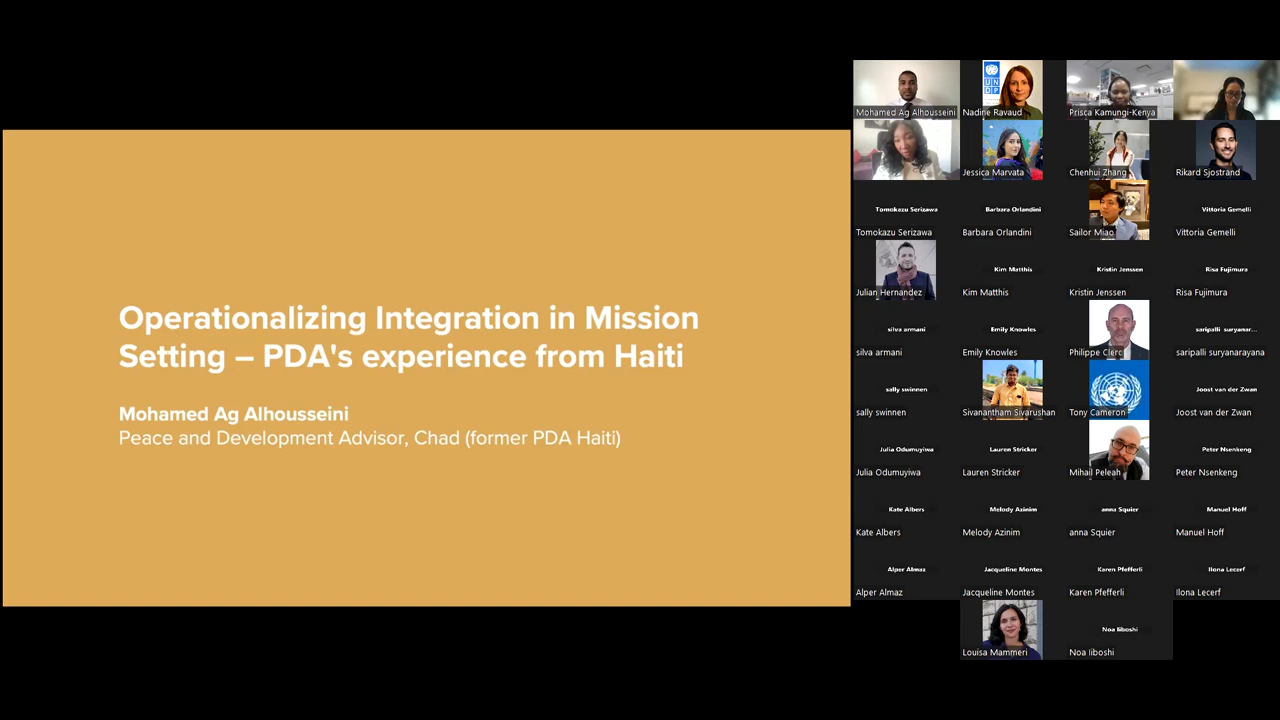 Operationalizing Integration in Mission
Setting – PDA's experience from Haiti
Mohamed Ag Alhousseini
Peace and Development Advisor, Chad (former PDA Haiti)
Mohamed Ag Alhousseini
UN
DP
Nadine Ravaud
Prisca Kamungi-Kenya
Jessica Marvata
Chenhui Zhang
Rikard Sjostrand
Tomokazu Serizawa
Tomokazu Serizawa
Barbara Orlandini
Barbara Orlandini
Sailor Miao
Vittoria Gemelli
Vittoria Gemelli
Julian Hernandez
Kim Matthis
Kim Matthis
Kristin Jenssen
Kristin Jenssen
Risa Fujimura
Risa Fujimura
silva armani
silva armani
Emily Knowles
Emily Knowles
Philippe Clerc
saripalli suryanar...
saripalli suryanarayana
sally swinnen
sally swinnen
Sivanantham Sivarushan
Tony Cameron
Joost van der Zwan
Joost van der Zwan
Julia Odumuyiwa
Julia Odumuyiwa
Lauren Stricker
Lauren Stricker
Mihail Peleah
Peter Nsenkeng
Peter Nsenkeng
Kate Albers
Kate Albers
Melody Azinim
Melody Azinim
anna Squier
anna Squier
Manuel Hoff
Manuel Hoff
Alper Almaz
Alper Almaz
Jacqueline Montes
Jacqueline Montes
Karen Pfefferli
Karen Pfefferli
Ilona Lecerf
Ilona Lecerf
Louisa Mammeri
Noa Iiboshi
Noa Iiboshi